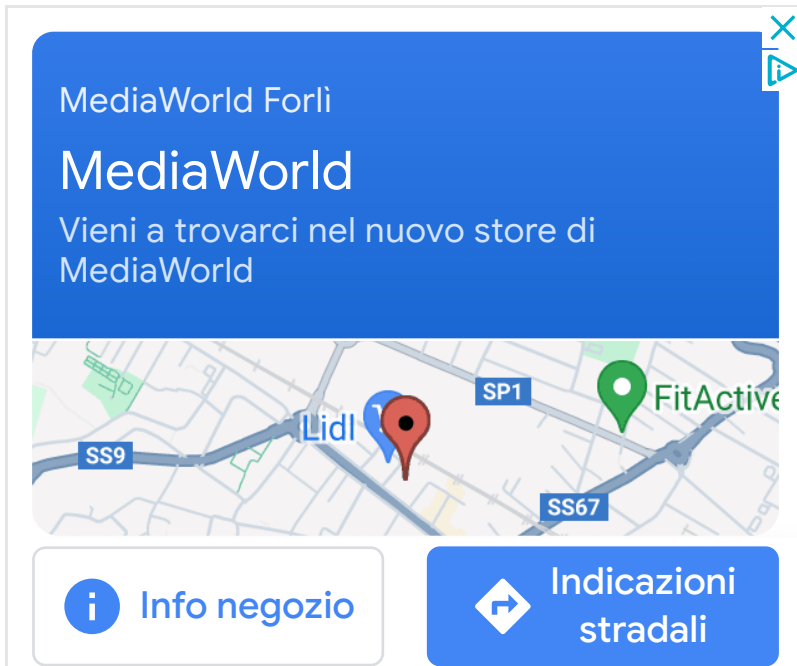 MediaWorld Forlì
MediaWorld
Vieni a trovarci nel nuovo store di
MediaWorld
SP1
FitActive
Lidl
SS9
SS67
Info negozio
Indicazioni
stradali